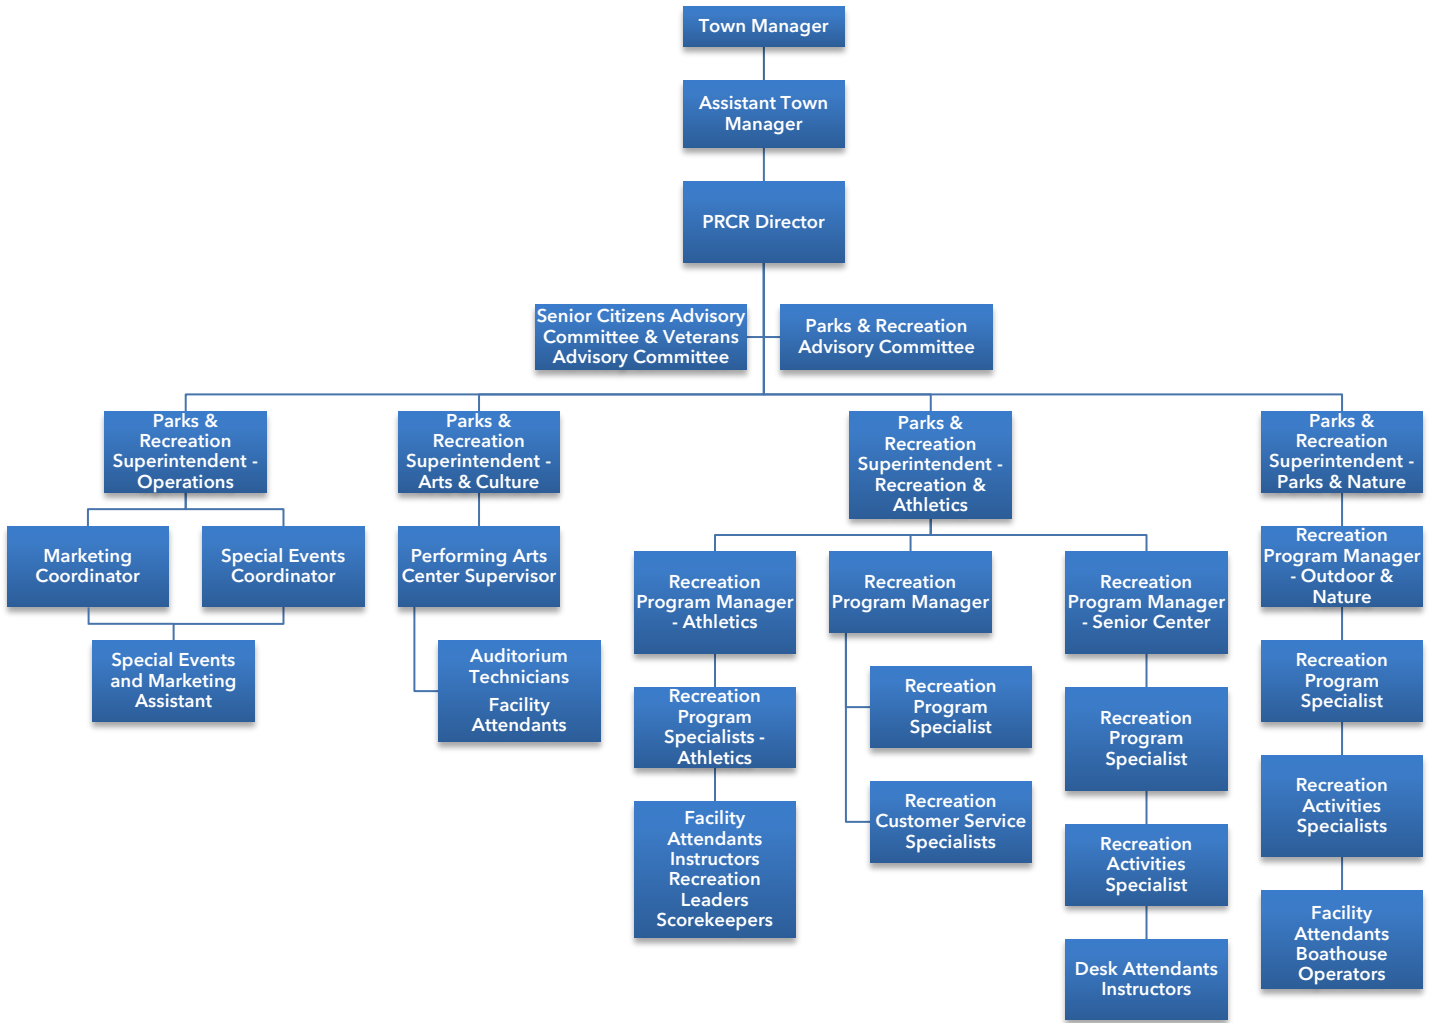 Town Manager
Assistant Town
Manager
PRCR Director
Senior Citizens Advisory
Committee & Veterans
Advisory Committee
Parks & Recreation
Advisory Committee
Parks &
Recreation
Superintendent -
Operations
Parks &
Recreation
Superintendent -
Arts & Culture
Parks &
Recreation
Superintendent -
Recreation &
Athletics
Parks &
Recreation
Superintendent -
Parks & Nature
Marketing
Coordinator
Special Events
Coordinator
Special Events
and Marketing
Assistant
Performing Arts
Center Supervisor
Auditorium
Technicians
Facility
Attendants
Recreation
Program Manager
- Athletics
Recreation
Program
Specialists -
Athletics
Facility
Attendants
Instructors
Recreation
Leaders
Scorekeepers
Recreation
Program Manager
Recreation
Program
Specialist
Recreation
Customer Service
Specialists
Recreation
Program Manager
- Senior Center
Recreation
Program
Specialist
Recreation
Activities
Specialist
Desk Attendants
Instructors
Recreation
Program Manager
- Outdoor &
Nature
Recreation
Program
Specialist
Recreation
Activities
Specialists
Facility
Attendants
Boathouse
Operators